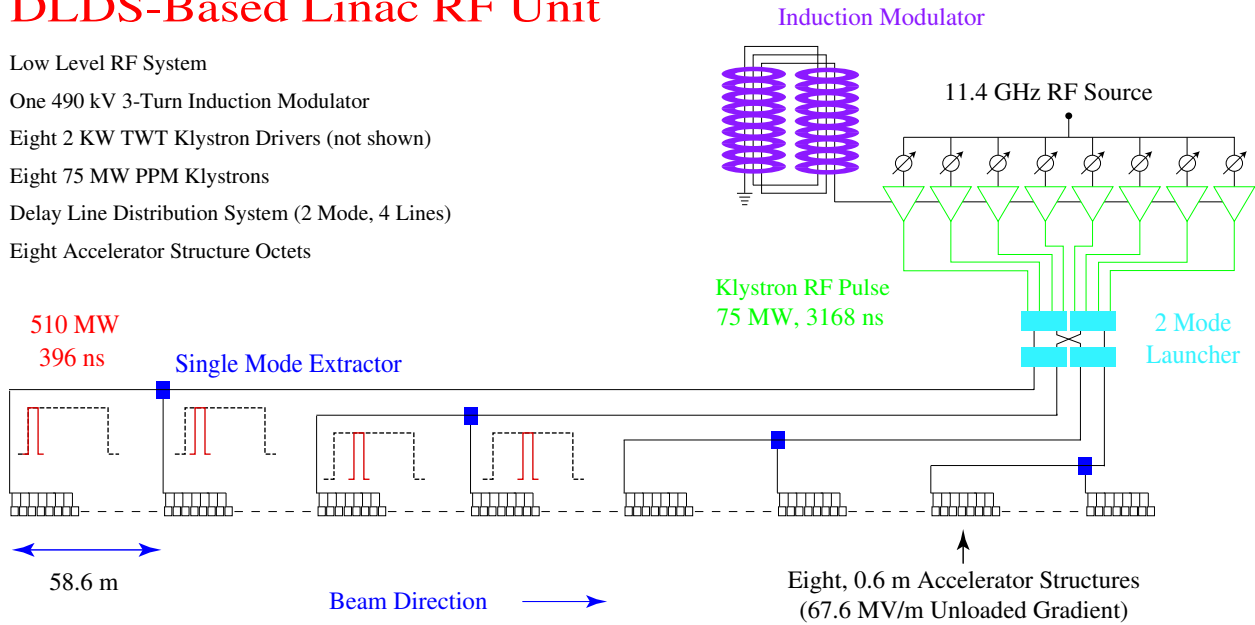 DLDS-Based Linac RF Unit
Low Level RF System
One 490 kV 3-Turn Induction Modulator
Eight 2 KW TWT Klystron Drivers (not shown)
Eight 75 MW PPM Klystrons
Delay Line Distribution System (2 Mode, 4 Lines)
Eight Accelerator Structure Octets
Induction Modulator
11.4 GHz RF Source
Klystron RF Pulse
75 MW, 3168 ns
2 Mode
Launcher
510 MW
396 ns
Single Mode Extractor
58.6 m
Beam Direction
Eight, 0.6 m Accelerator Structures
(67.6 MV/m Unloaded Gradient)